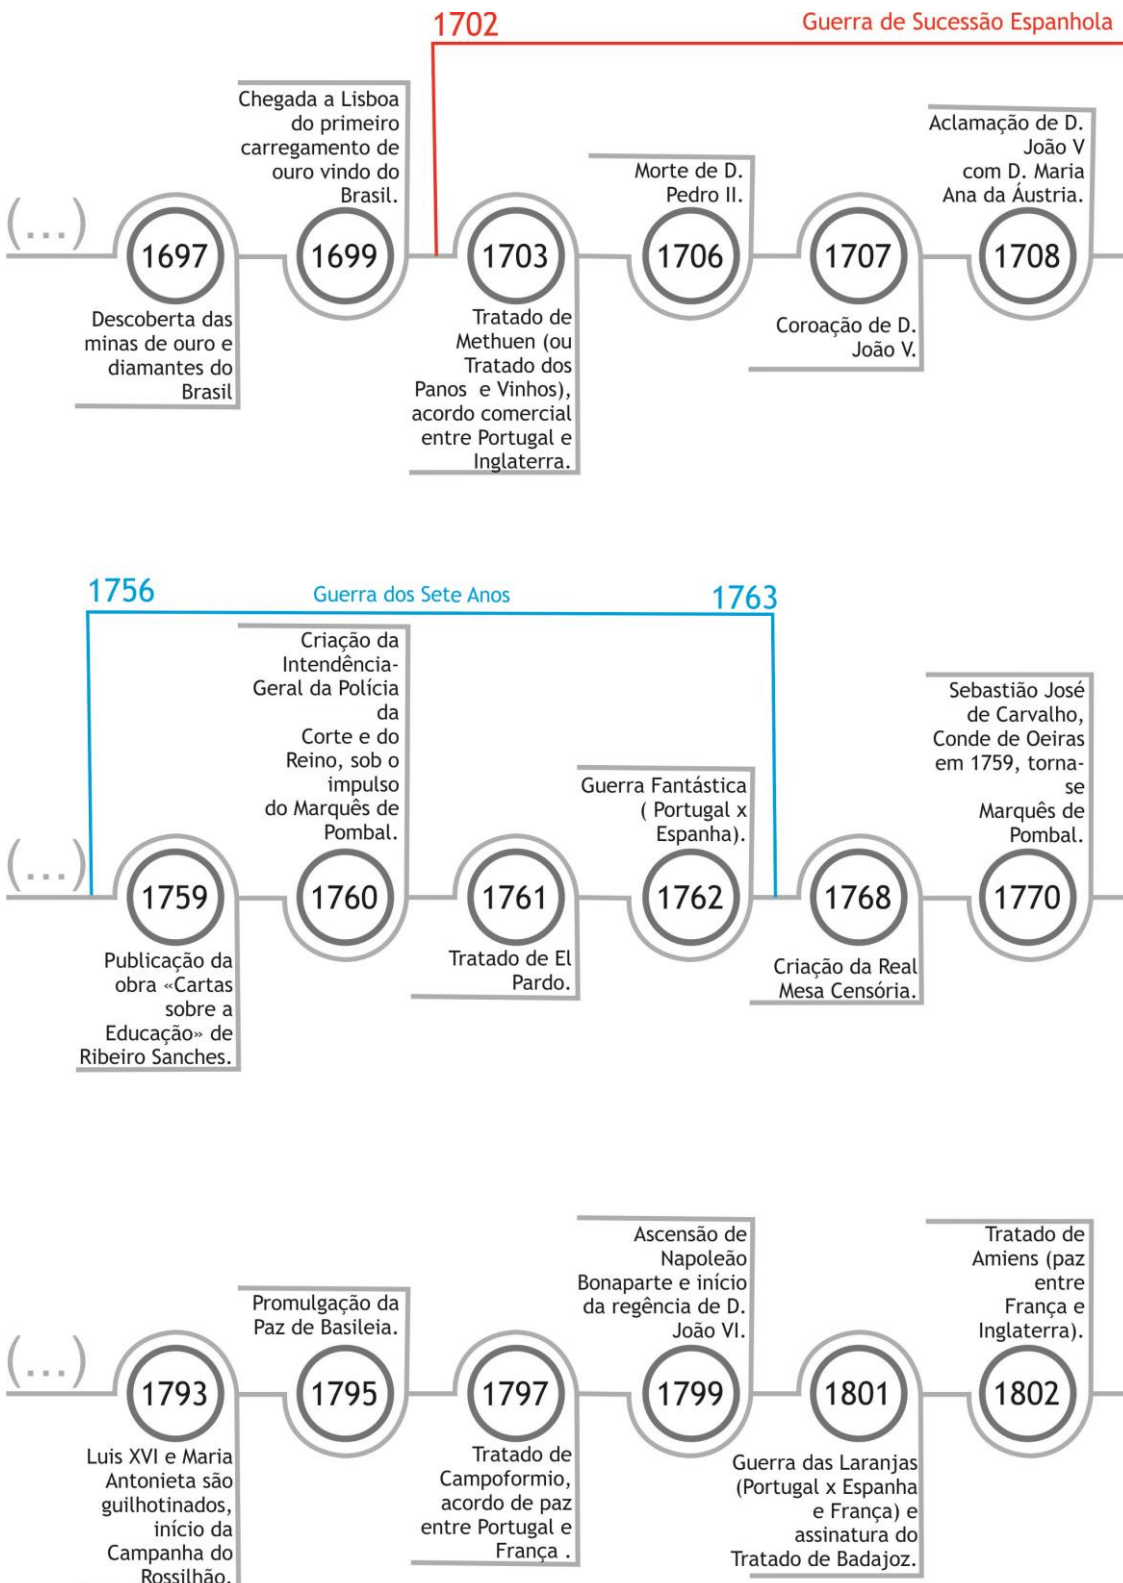 1702
Guerra de Sucessão Espanhola
(...)
1697
Descoberta das
minas de ouro e
diamantes do
Brasil
Chegada a Lisboa
do primeiro
carregamento de
ouro vindo do
Brasil.
1699
1703
Tratado de
Methuen (ou
Tratado dos
Panos e Vinhos),
acordo comercial
entre Portugal e
Inglaterra.
Morte de D.
Pedro II.
1706
1707
Coroação de D.
João V.
Aclamação de D.
João V
com D. Maria
Ana da Áustria.
1708
1756
Guerra dos Sete Anos
1763
(...)
1759
Publicação da
obra «Cartas
sobre a
Educação» de
Ribeiro Sanches.
Criação da
Intendência-
Geral da Polícia
da
Corte e do
Reino, sob o
impulso
do Marquês de
Pombal.
1760
1761
Tratado de El
Pardo.
Guerra Fantástica
( Portugal x
Espanha).
1762
1768
Criação da Real
Mesa Censória.
Sebastião José
de Carvalho,
Conde de Oeiras
em 1759, torna-
se
Marquês de
Pombal.
1770
(...)
1793
Luis XVI e Maria
Antonieta são
guilhotinados,
início da
Campanha do
Rossilhão.
Promulgação da
Paz de Basileia.
1795
1797
Tratado de
Campoformio,
acordo de paz
entre Portugal e
França .
Ascensão de
Napoleão
Bonaparte e início
da regência de D.
João VI.
1799
1801
Guerra das Laranjas
(Portugal x Espanha
e França) e
assinatura do
Tratado de Badajoz.
Tratado de
Amiens (paz
entre
França e
Inglaterra).
1802